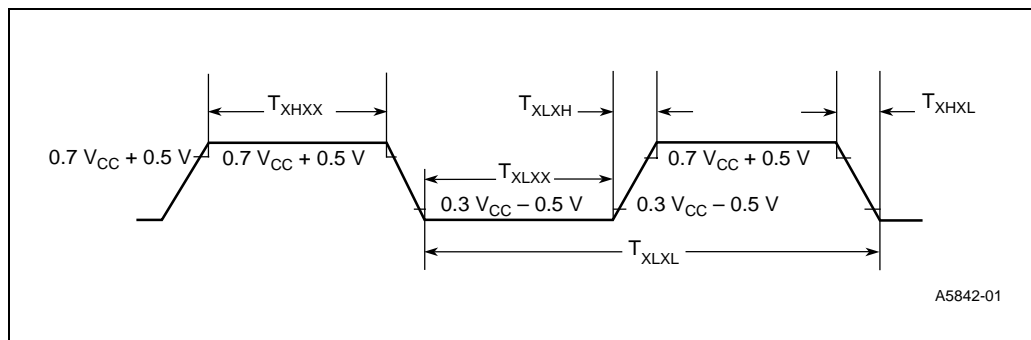 T_XHXX
T_XLXH
T_XHXL
0.7 V_CC + 0.5 V
0.7 V_CC + 0.5 V
0.7 V_CC + 0.5 V
T_XLXX
0.3 V_CC – 0.5 V
0.3 V_CC – 0.5 V
T_XLXL
A5842-01